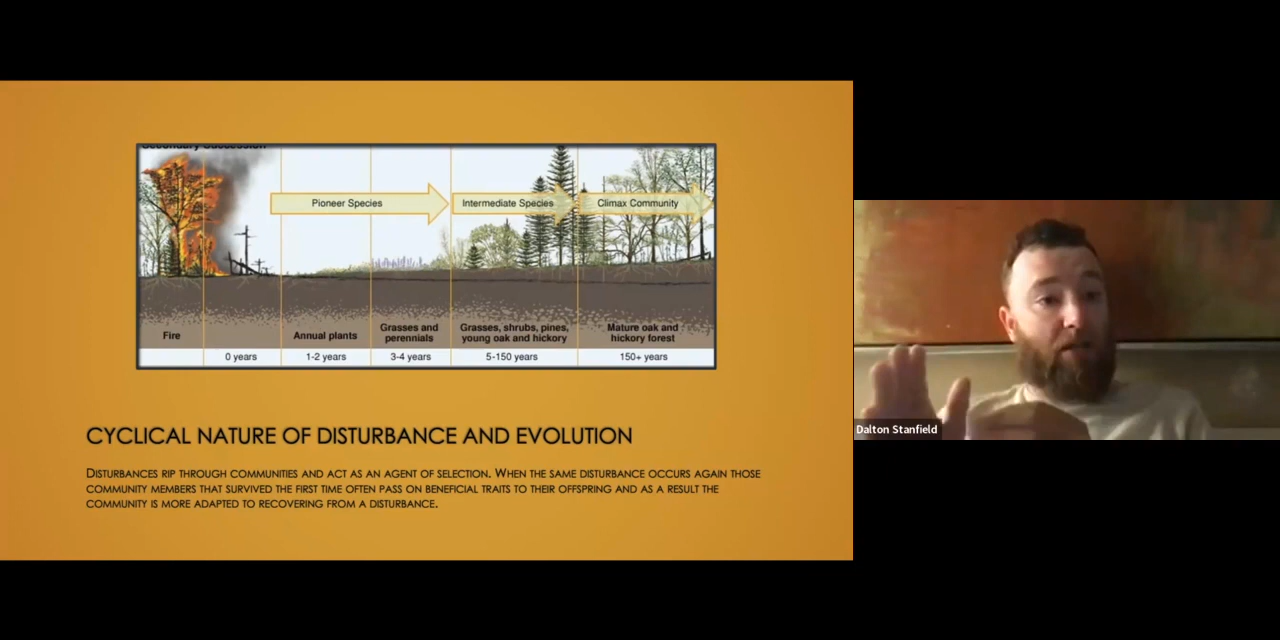 Secondary Succession
Pioneer Species
Intermediate Species
Climax Community
Fire
Annual plants
Grasses and
perennials
Grasses, shrubs, pines,
young oak and hickory
Mature oak and
hickory forest
0 years
1-2 years
3-4 years
5-150 years
150+ years
CYCLICAL NATURE OF DISTURBANCE AND EVOLUTION
DISTURBANCES RIP THROUGH COMMUNITIES AND ACT AS AN AGENT OF SELECTION. WHEN THE SAME DISTURBANCE OCCURS AGAIN THOSE
COMMUNITY MEMBERS THAT SURVIVED THE FIRST TIME OFTEN PASS ON BENEFICIAL TRAITS TO THEIR OFFSPRING AND AS A RESULT THE
COMMUNITY IS MORE ADAPTED TO RECOVERING FROM A DISTURBANCE.
Dalton Stanfield